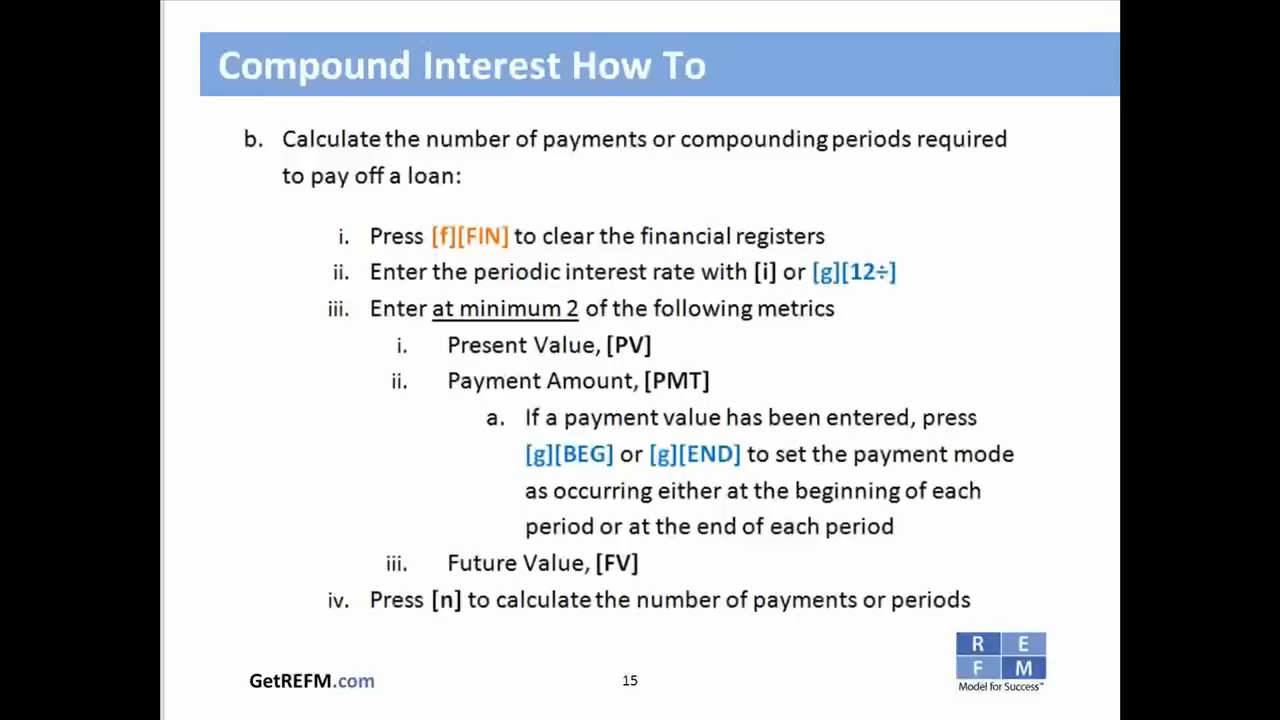 Compound Interest How To
b. Calculate the number of payments or compounding periods required
to pay off a loan:
i. Press [f][FIN] to clear the financial registers
ii. Enter the periodic interest rate with [i] or [g][12÷]
iii. Enter at minimum 2 of the following metrics
i. Present Value, [PV]
ii. Payment Amount, [PMT]
a. If a payment value has been entered, press
[g][BEG] or [g][END] to set the payment mode
as occurring either at the beginning of each
period or at the end of each period
iii. Future Value, [FV]
iv. Press [n] to calculate the number of payments or periods
R E
F M
Model for Success™
GetREFM.com
15